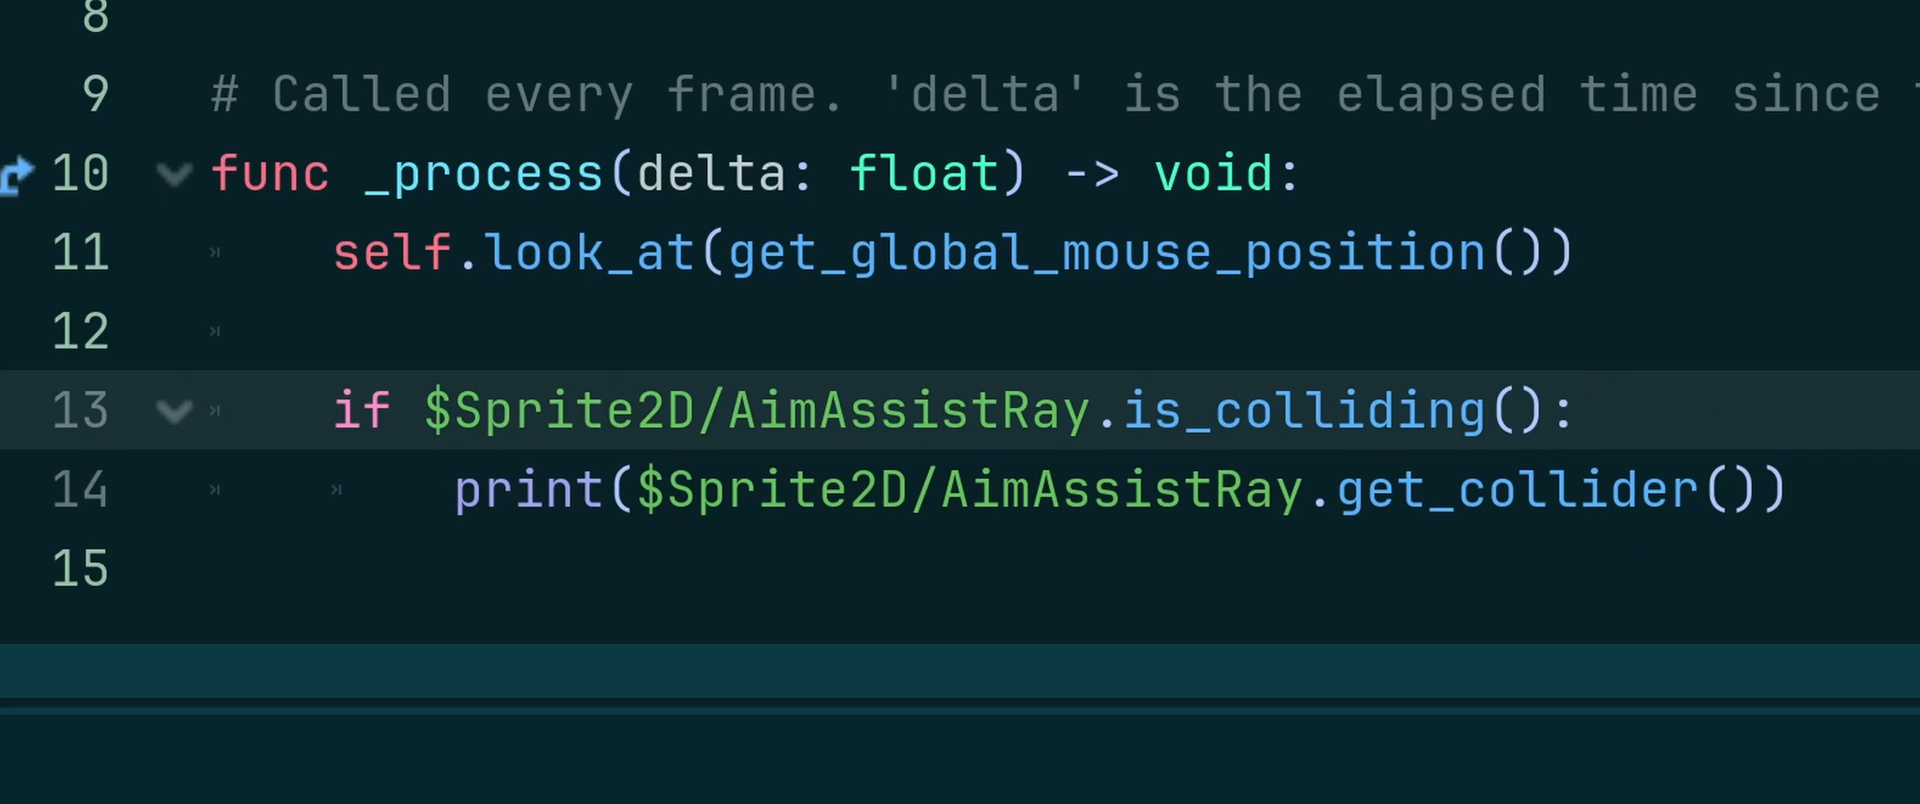 8
9 # Called every frame. 'delta' is the elapsed time since
10 func _process(delta: float) -> void:
11 self.look_at(get_global_mouse_position())
12
13 if $Sprite2D/AimAssistRay.is_colliding():
14 print($Sprite2D/AimAssistRay.get_collider())
15